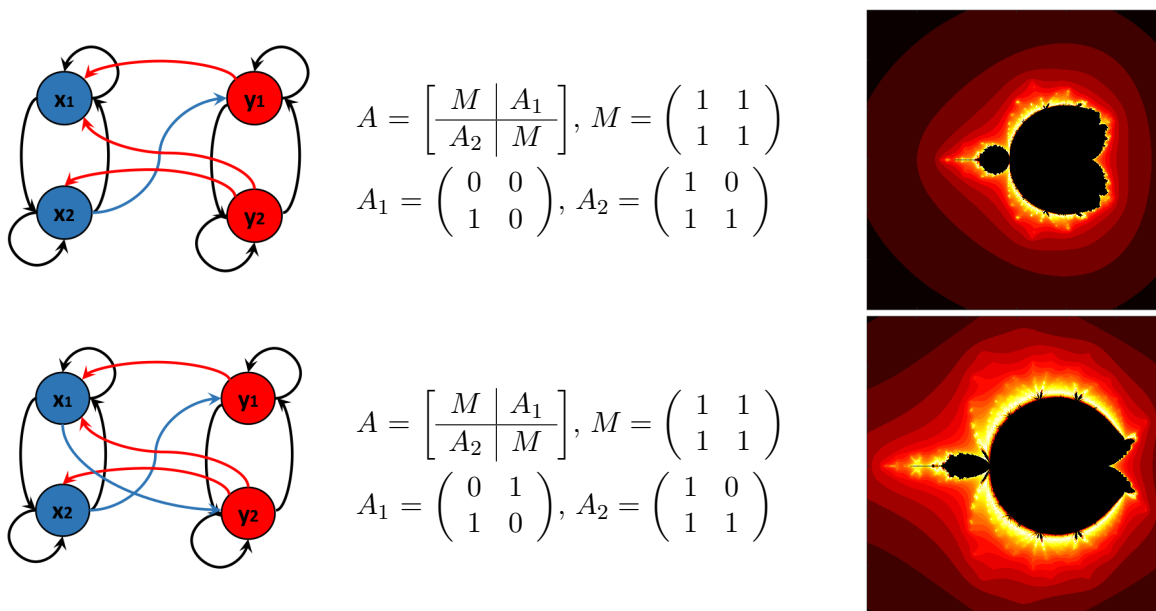 x1 y1
x2 y2
A = [ M | A₁ / A₂ | M ], M = ( 1 1 / 1 1 )
A₁ = ( 0 0 / 1 0 ), A₂ = ( 1 0 / 1 1 )
x1 y1
x2 y2
A = [ M | A₁ / A₂ | M ], M = ( 1 1 / 1 1 )
A₁ = ( 0 1 / 1 0 ), A₂ = ( 1 0 / 1 1 )